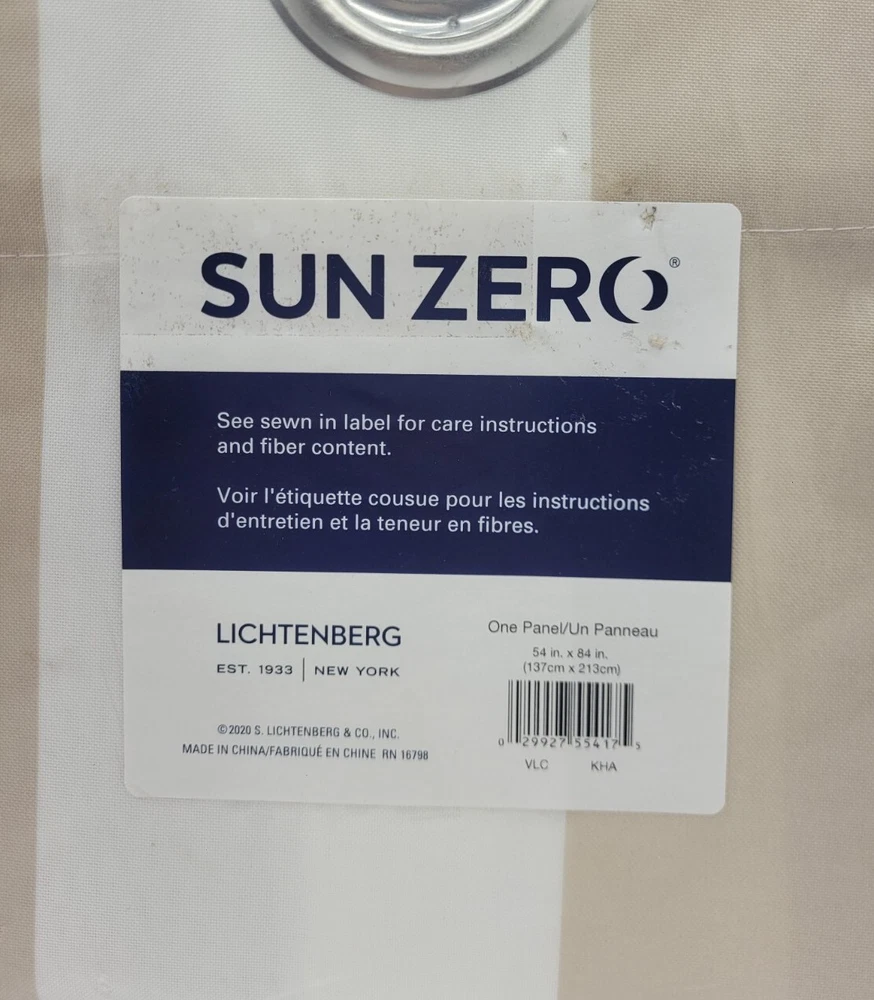 SUN ZERO®
See sewn in label for care instructions
and fiber content.
Voir l'étiquette cousue pour les instructions
d'entretien et la teneur en fibres.
LICHTENBERG
EST. 1933 | NEW YORK
©2020 S. LICHTENBERG & CO., INC.
MADE IN CHINA/FABRIQUÉ EN CHINE RN 16798
One Panel/Un Panneau
54 in. x 84 in.
(137cm x 213cm)
0 29927 55417 5
VLC KHA